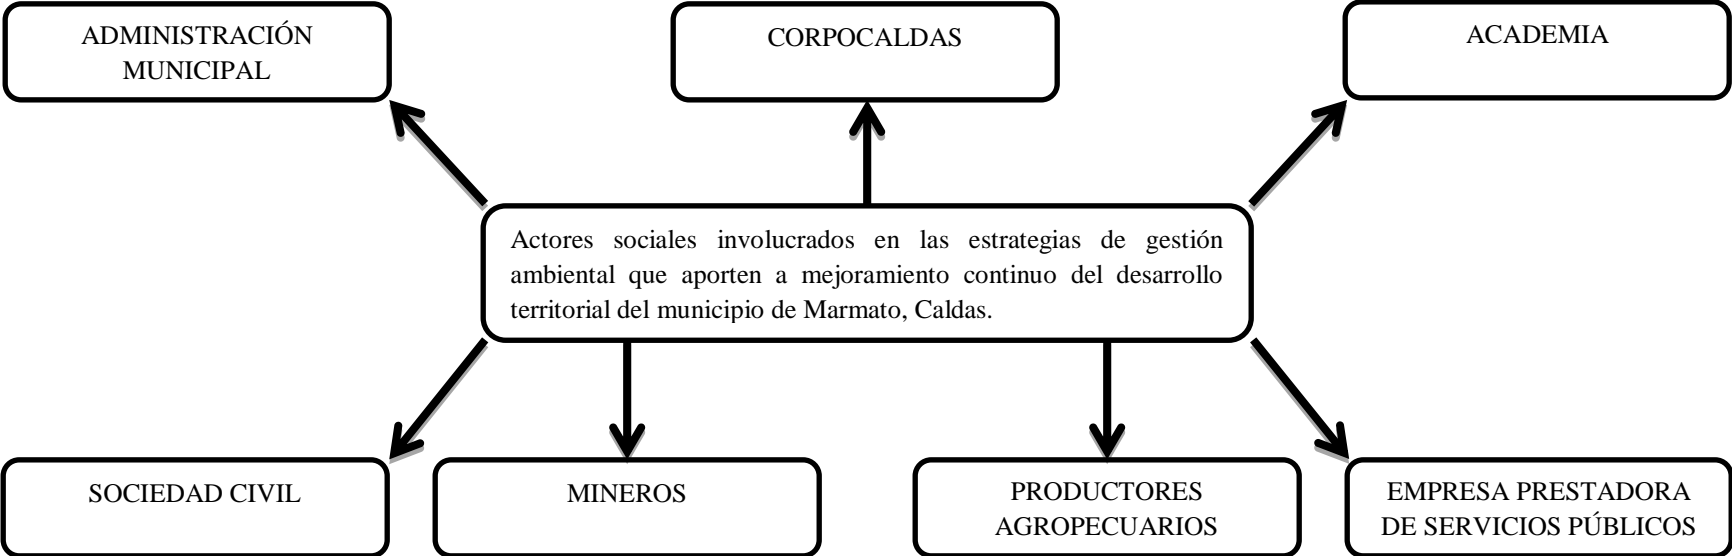 ADMINISTRACIÓN
MUNICIPAL
CORPOCALDAS
ACADEMIA
Actores sociales involucrados en las estrategias de gestión
ambiental que aporten a mejoramiento continuo del desarrollo
territorial del municipio de Marmato, Caldas.
SOCIEDAD CIVIL
MINEROS
PRODUCTORES
AGROPECUARIOS
EMPRESA PRESTADORA
DE SERVICIOS PÚBLICOS